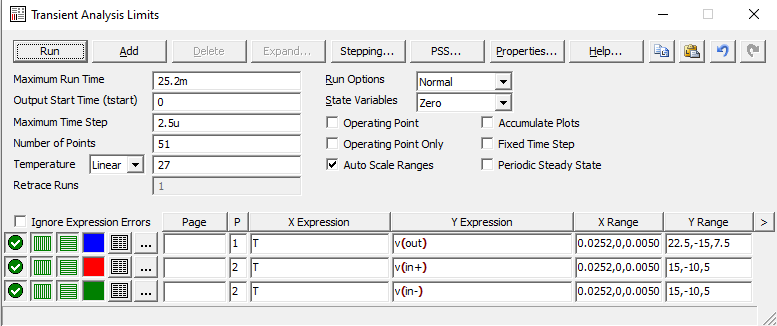 Transient Analysis Limits
Run Add Delete Expand... Stepping... PSS... Properties... Help...
Maximum Run Time 25.2m Run Options Normal
Output Start Time (tstart) 0 State Variables Zero
Maximum Time Step 2.5u Operating Point Accumulate Plots
Number of Points 51 Operating Point Only Fixed Time Step
Temperature Linear 27 Auto Scale Ranges Periodic Steady State
Retrace Runs 1
Ignore Expression Errors Page P X Expression Y Expression X Range Y Range >
... 1 T v(out) 0.0252,0,0.0050 22.5,-15,7.5
... 2 T v(in+) 0.0252,0,0.0050 15,-10,5
... 2 T v(in-) 0.0252,0,0.0050 15,-10,5